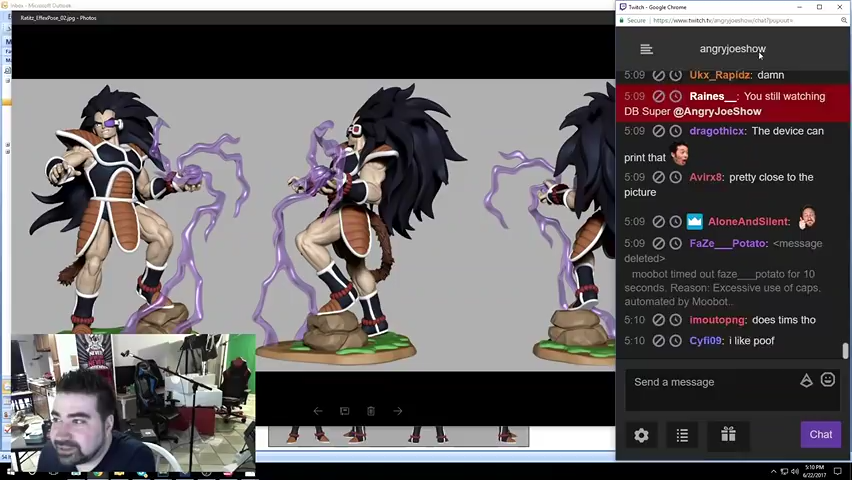 Inbox - Microsoft Outlook
Raditz_EffexPose_02.jpg - Photos
Twitch - Google Chrome
Secure | https://www.twitch.tv/angryjoeshow/chat?popout=
angryjoeshow
5:09 Ukx_Rapidz: damn
5:09 Raines__: You still watching
DB Super @AngryJoeShow
5:09 dragothicx: The device can
print that
5:09 Avirx8: pretty close to the
picture
5:09 AloneAndSilent:
5:09 FaZe___Potato: <message
deleted>
moobot timed out faze___potato for 10
seconds. Reason: Excessive use of caps,
automated by Moobot..
5:10 imoutopng: does tims tho
5:10 Cyfi09: i like poof
Send a message
Chat
5:10 PM
6/22/2017